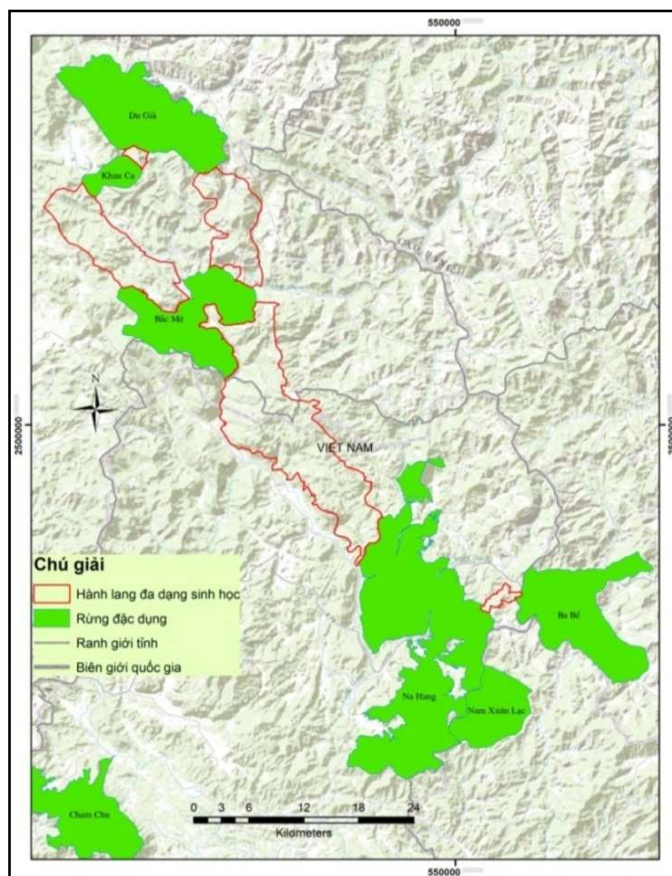 550000
Du Già
Khau Ca
Bắc Mê
N
2500000
VIỆT NAM
Chú giải
Hành lang đa dạng sinh học
Rừng đặc dụng
Ranh giới tỉnh
Biên giới quốc gia
Ba Bể
Na Hang
Nam Xuân Lạc
Cham Chu
0 3 6 12 18 24
Kilometers
550000